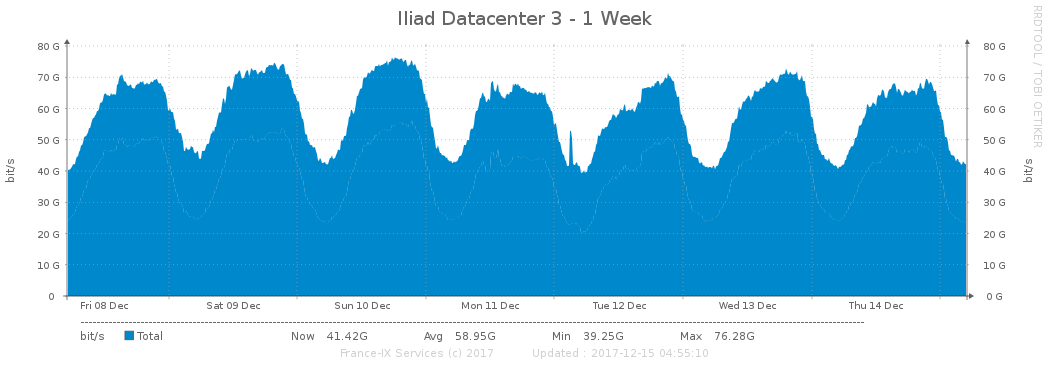 Iliad Datacenter 3 - 1 Week
RRDTOOL / TOBI OETIKER
80 G 80 G
70 G 70 G
60 G 60 G
50 G 50 G
40 G 40 G
30 G 30 G
20 G 20 G
10 G 10 G
0 0 G
bit/s bit/s
Fri 08 Dec Sat 09 Dec Sun 10 Dec Mon 11 Dec Tue 12 Dec Wed 13 Dec Thu 14 Dec
bit/s Total Now 41.42G Avg 58.95G Min 39.25G Max 76.28G
France-IX Services (c) 2017 Updated : 2017-12-15 04:55:10